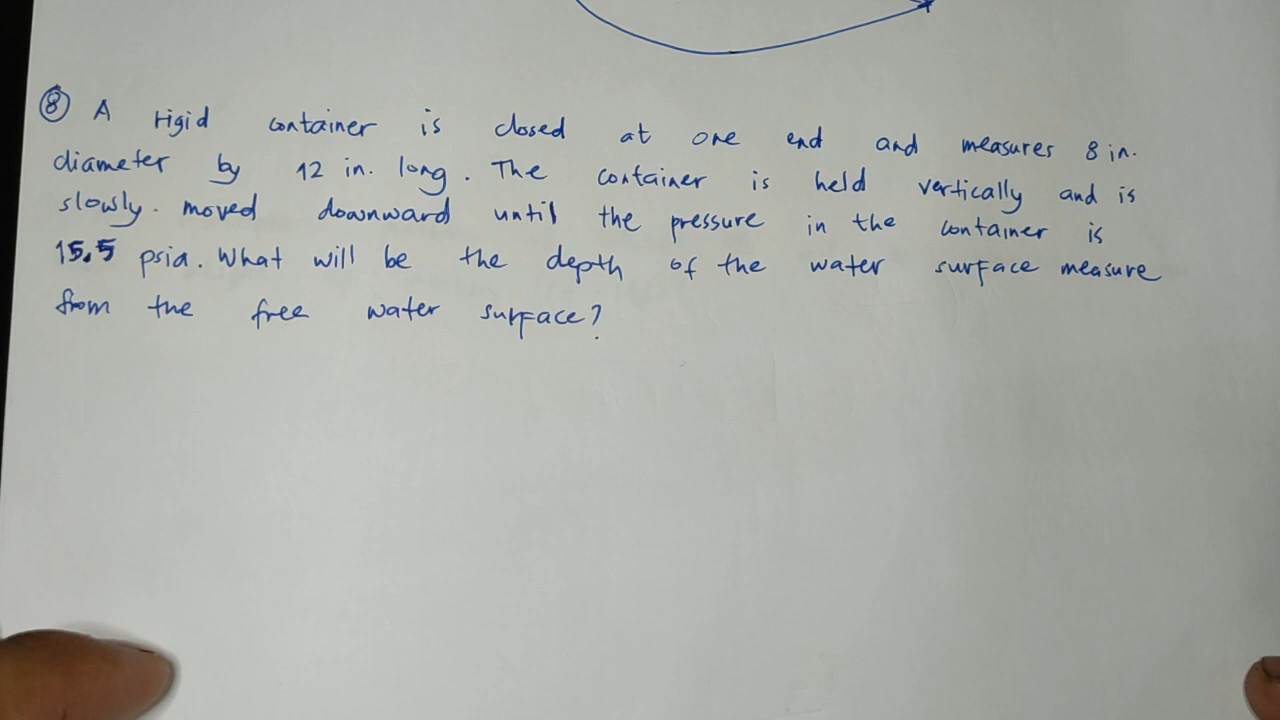 ⑧ A rigid container is closed at one end and measures 8 in.
diameter by 12 in. long. The container is held vertically and is
slowly. moved downward until the pressure in the container is
15.5 psia. What will be the depth of the water surface measure
from the free water surface?